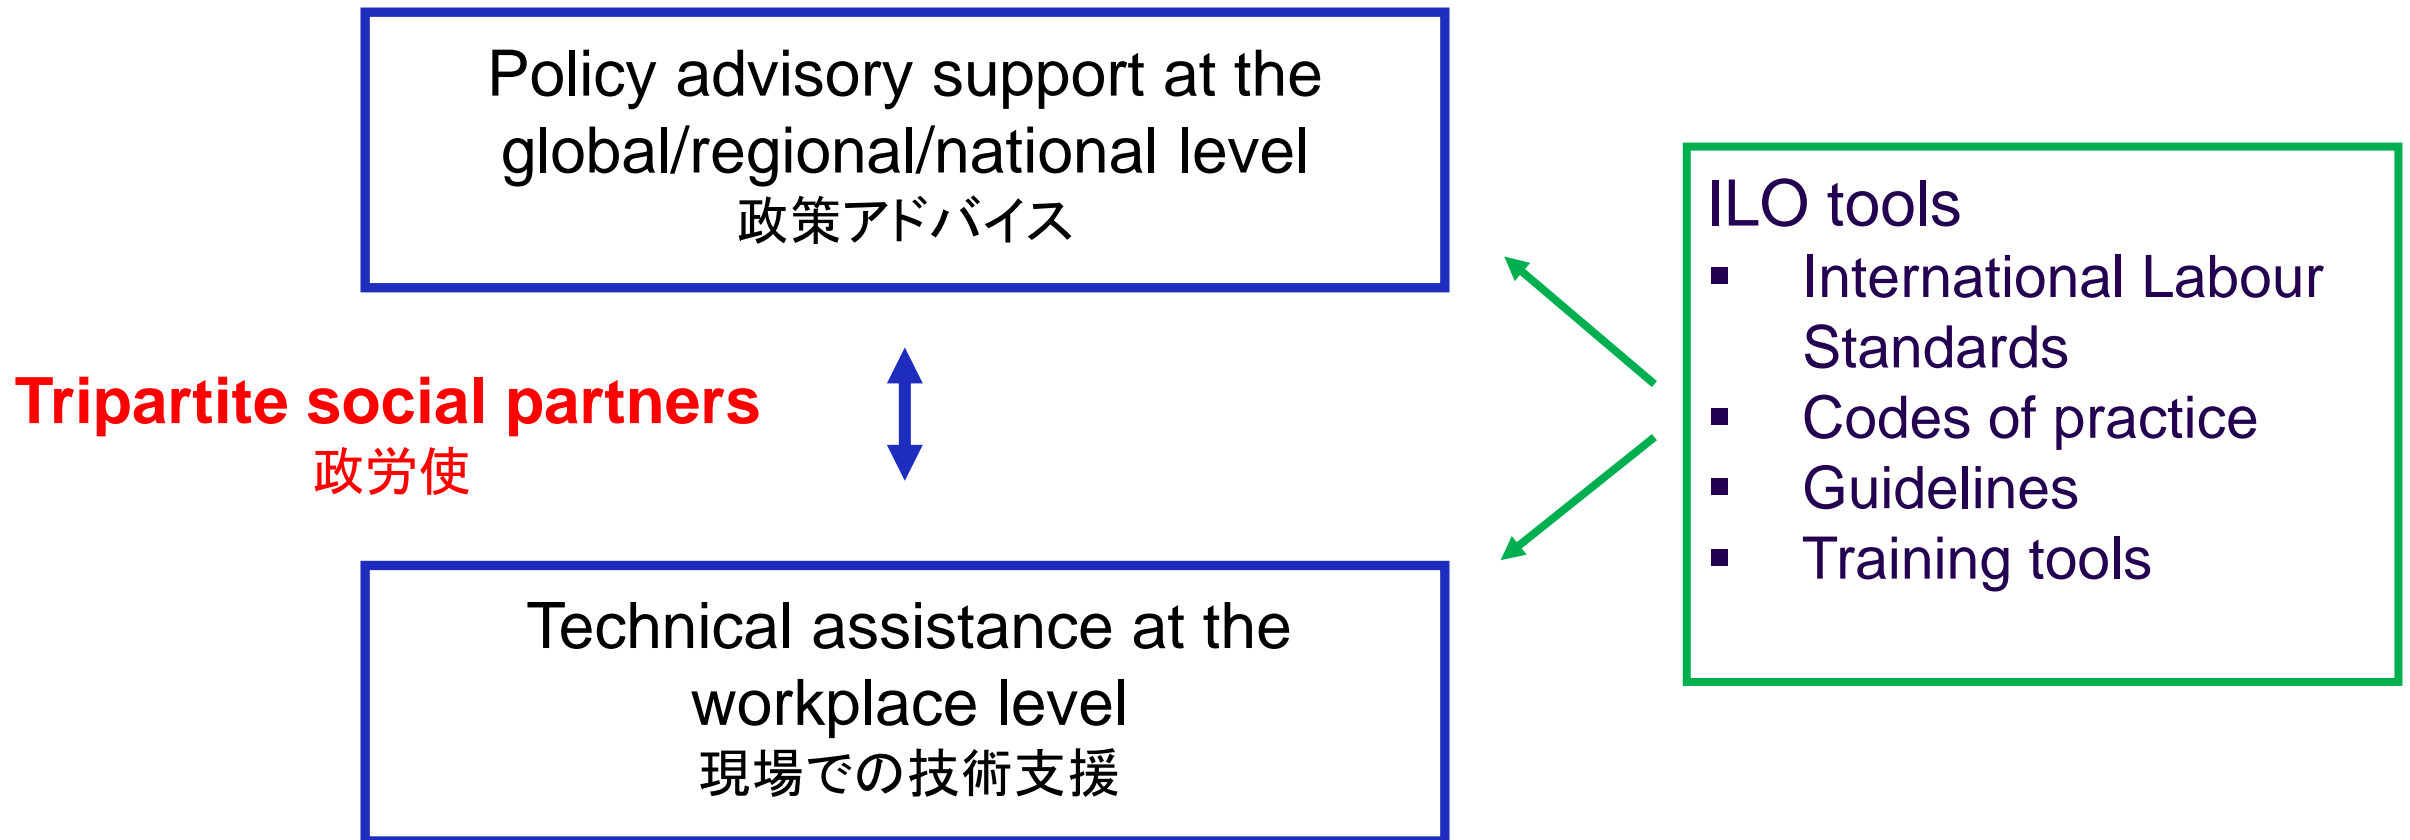 Policy advisory support at the
global/regional/national level
政策アドバイス
Tripartite social partners
政労使
Technical assistance at the
workplace level
現場での技術支援
ILO tools
▪ International Labour
Standards
▪ Codes of practice
▪ Guidelines
▪ Training tools